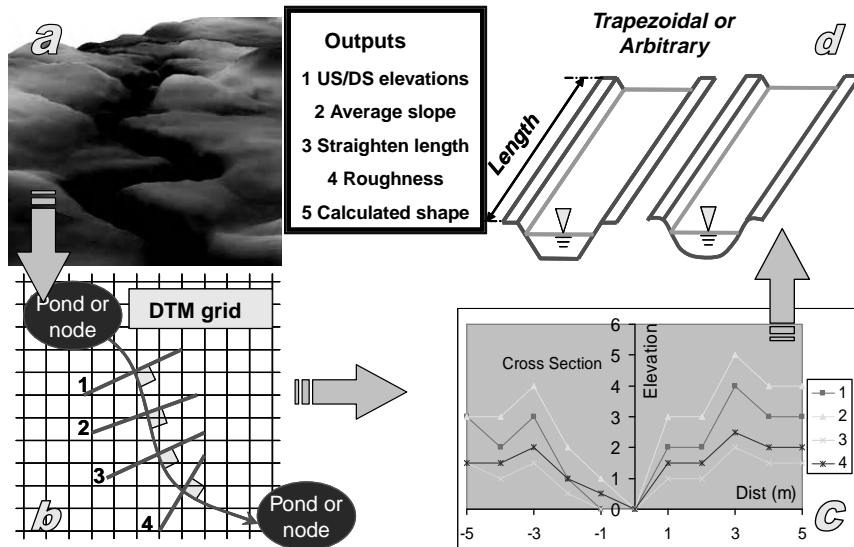 a
Outputs
1 US/DS elevations
2 Average slope
3 Straighten length
4 Roughness
5 Calculated shape
Trapezoidal or
Arbitrary
d
Length
Pond or
node
DTM grid
1
2
3
4
b
Pond or
node
Cross Section
Elevation
6
5
4
3
2
1
0
Dist (m)
-5
-3
-1
1
3
5
1
2
3
4
c